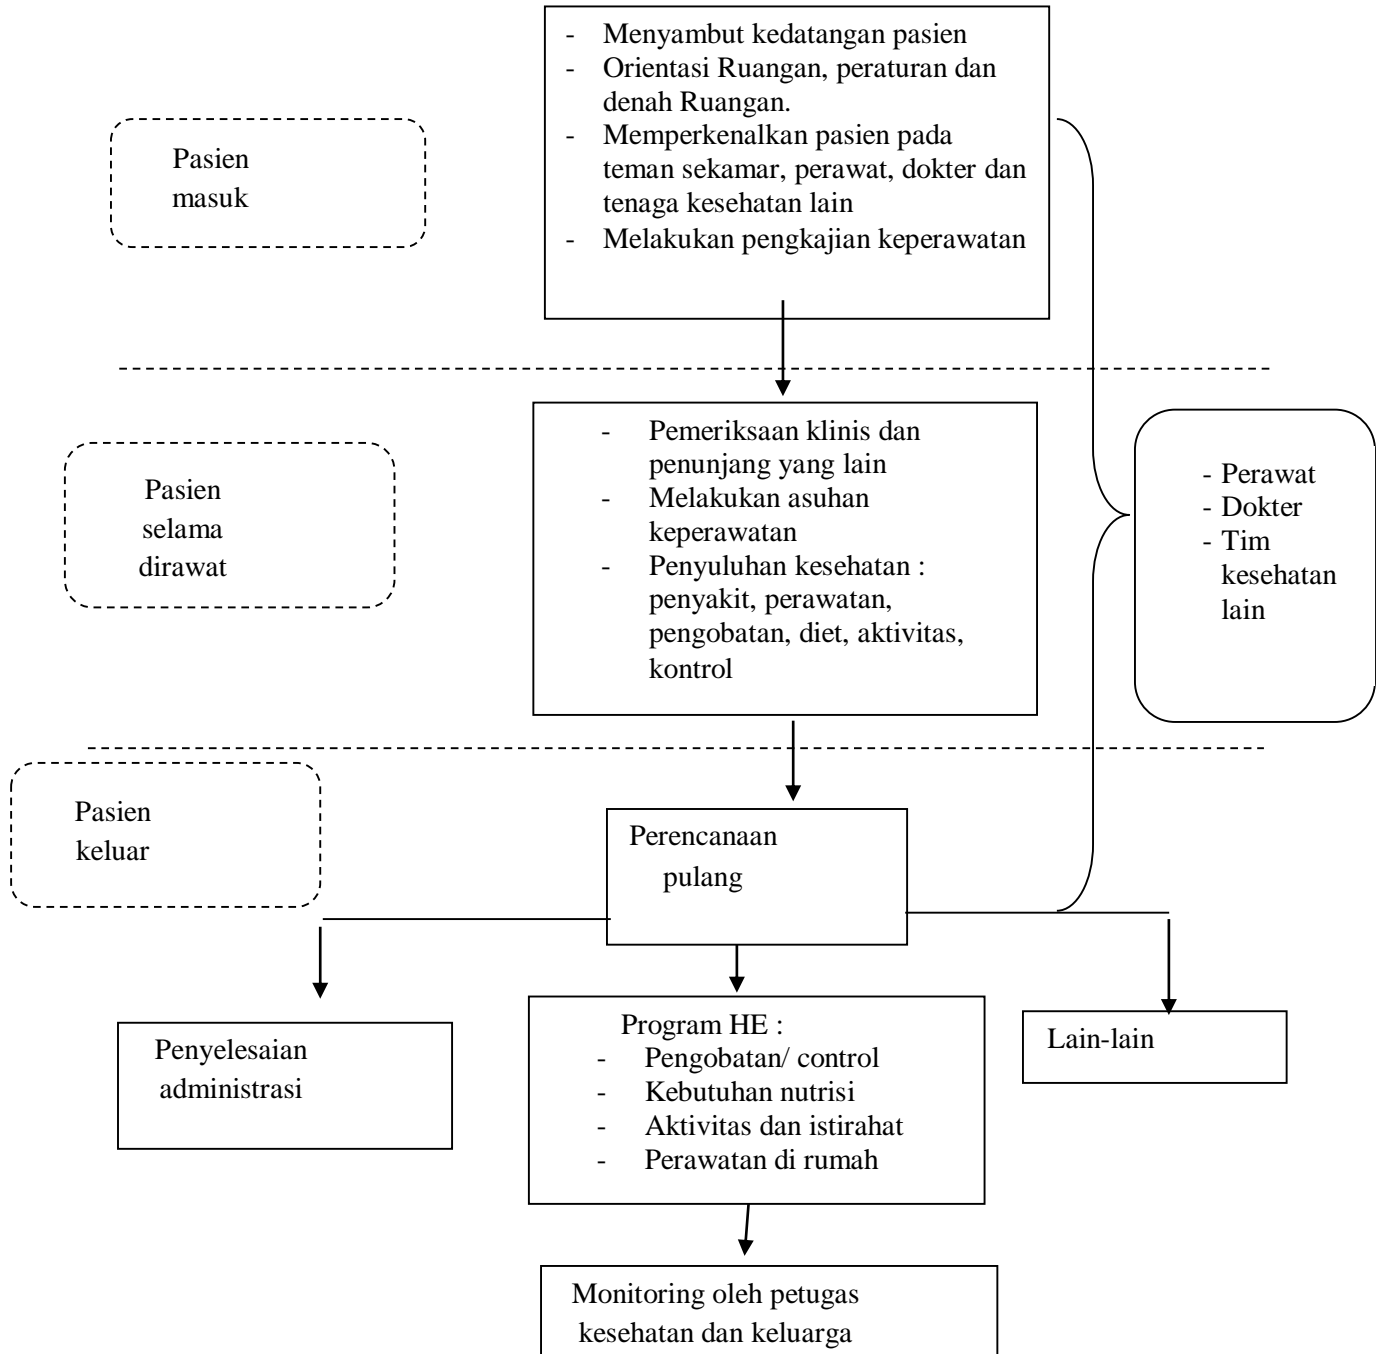 - Menyambut kedatangan pasien
- Orientasi Ruangan, peraturan dan
denah Ruangan.
- Memperkenalkan pasien pada
teman sekamar, perawat, dokter dan
tenaga kesehatan lain
- Melakukan pengkajian keperawatan
Pasien
masuk
- Pemeriksaan klinis dan
penunjang yang lain
- Melakukan asuhan
keperawatan
- Penyuluhan kesehatan :
penyakit, perawatan,
pengobatan, diet, aktivitas,
kontrol
Pasien
selama
dirawat
- Perawat
- Dokter
- Tim
kesehatan
lain
Pasien
keluar
Perencanaan
pulang
Penyelesaian
administrasi
Program HE :
- Pengobatan/ control
- Kebutuhan nutrisi
- Aktivitas dan istirahat
- Perawatan di rumah
Lain-lain
Monitoring oleh petugas
kesehatan dan keluarga